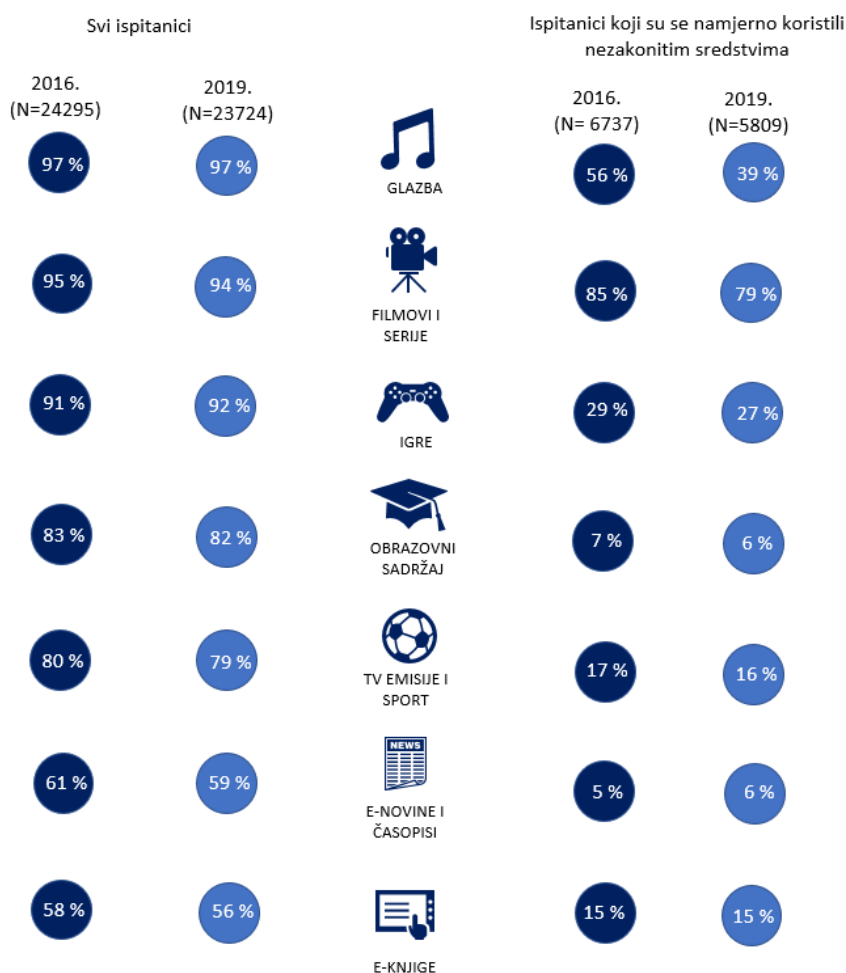 Svi ispitanici
Ispitanici koji su se namjerno koristili
nezakonitim sredstvima
2016.
(N=24295)
2019.
(N=23724)
2016.
(N= 6737)
2019.
(N=5809)
97 %
97 %
GLAZBA
56 %
39 %
95 %
94 %
FILMOVI I
SERIJE
85 %
79 %
91 %
92 %
IGRE
29 %
27 %
83 %
82 %
OBRAZOVNI
SADRŽAJ
7 %
6 %
80 %
79 %
TV EMISIJE I
SPORT
17 %
16 %
61 %
59 %
NEWS
E-NOVINE I
ČASOPISI
5 %
6 %
58 %
56 %
E-KNJIGE
15 %
15 %